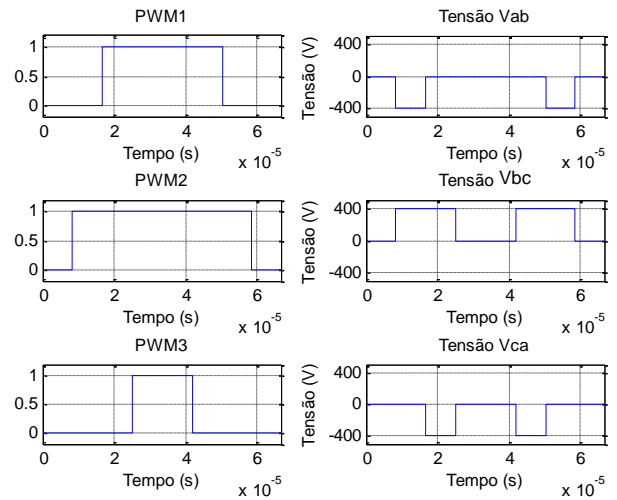 PWM1
1
0.5
0
0 2 4 6
Tempo (s)
x 10-5
Tensão Vab
Tensão (V)
400
0
-400
0 2 4 6
Tempo (s)
x 10-5
PWM2
1
0.5
0
0 2 4 6
Tempo (s)
x 10-5
Tensão Vbc
Tensão (V)
400
0
-400
0 2 4 6
Tempo (s)
x 10-5
PWM3
1
0.5
0
0 2 4 6
Tempo (s)
x 10-5
Tensão Vca
Tensão (V)
400
0
-400
0 2 4 6
Tempo (s)
x 10-5